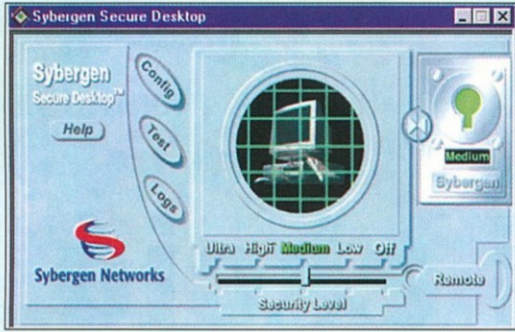 Sybergen Secure Desktop
Sybergen
Secure Desktop™
Help
Config
Test
Logs
Medium
Sybergen
Ultra High Medium Low Off
Security Level
Remote
Sybergen Networks